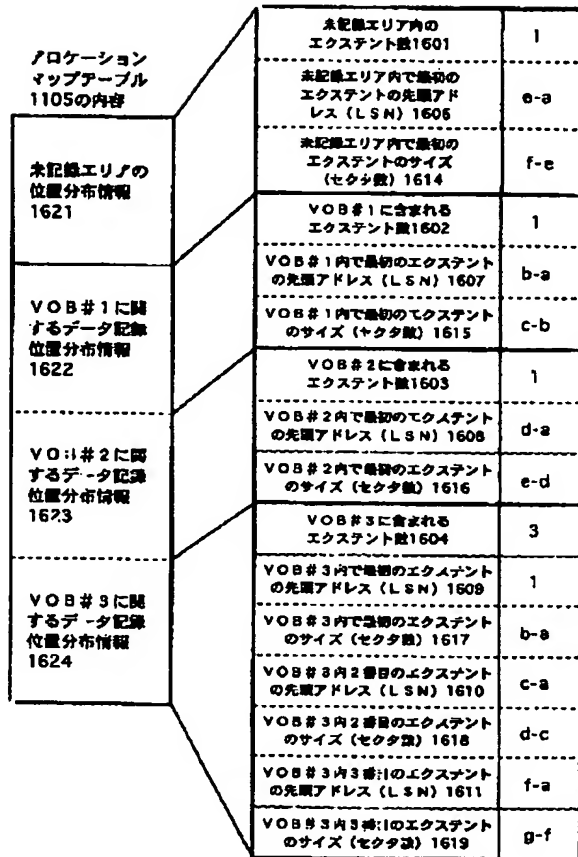 アロケーション
マップテーブル
1105の内容
未記録エリアの
位置分布情報
1621
VOB#1に関
するデータ記録
位置分布情報
1622
VOB#2に関
するデータ記録
位置分布情報
1623
VOB#3に関
するデータ記録
位置分布情報
1624
未記録エリア内の
エクステント数1601
1
未記録エリア内で最初の
エクステントの先頭アド
レス(LSN)1606
e-a
未記録エリア内で最初の
エクステントのサイズ
(セクタ数)1614
f-e
VOB#1に含まれる
エクステント数1602
1
VOB#1内で最初のエクステント
の先頭アドレス(LSN)1607
b-a
VOB#1内で最初のエクステント
のサイズ(セクタ数)1615
c-b
VOB#2に含まれる
エクステント数1603
1
VOB#2内で最初のエクステント
の先頭アドレス(LSN)1608
d-a
VOB#2内で最初のエクステント
のサイズ(セクタ数)1616
e-d
VOB#3に含まれる
エクステント数1604
3
VOB#3内で最初のエクステント
の先頭アドレス(LSN)1609
1
VOB#3内で最初のエクステント
のサイズ(セクタ数)1617
b-a
VOB#3内2番目のエクステント
の先頭アドレス(LSN)1610
c-a
VOB#3内2番目のエクステント
のサイズ(セクタ数)1618
d-c
VOB#3内3番目のエクステント
の先頭アドレス(LSN)1611
f-a
VOB#3内3番目のエクステント
のサイズ(セクタ数)1619
g-f